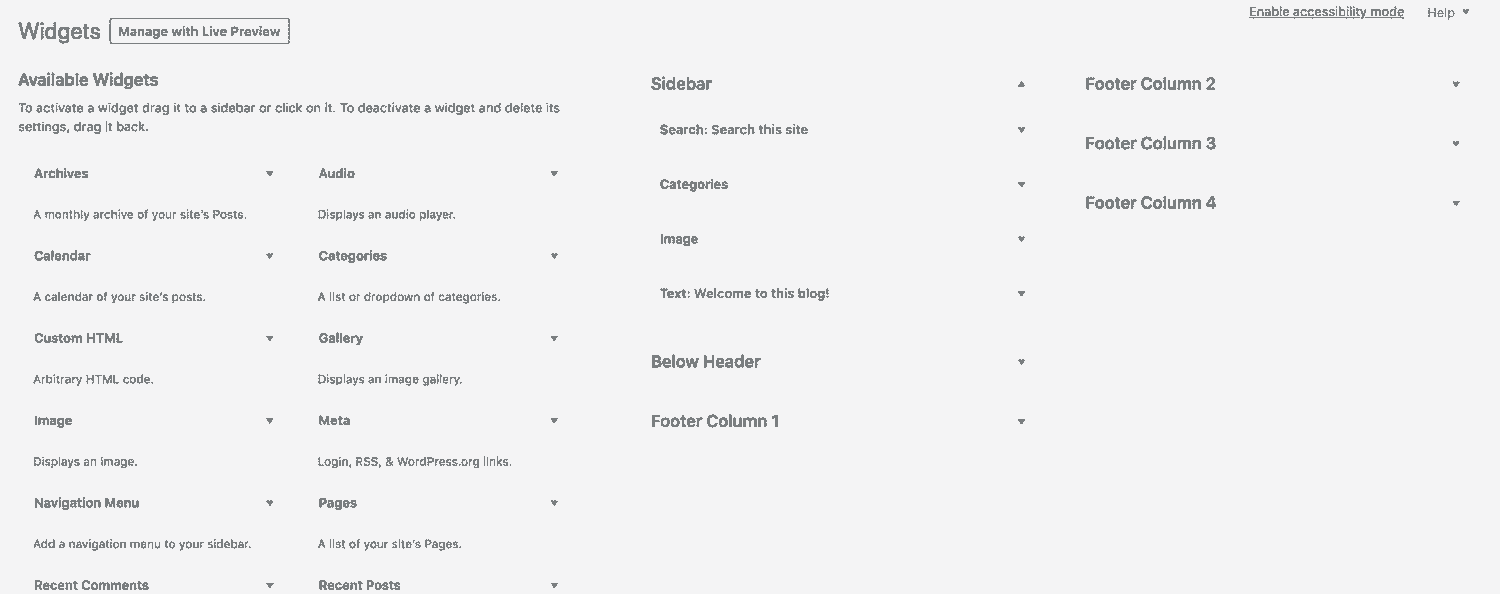 Enable accessibility mode Help
Widgets Manage with Live Preview
Available Widgets
To activate a widget drag it to a sidebar or click on it. To deactivate a widget and delete its
settings, drag it back.
Archives
A monthly archive of your site's Posts.
Audio
Displays an audio player.
Calendar
A calendar of your site's posts.
Categories
A list or dropdown of categories.
Custom HTML
Arbitrary HTML code.
Gallery
Displays an image gallery.
Image
Displays an image.
Meta
Login, RSS, & WordPress.org links.
Navigation Menu
Add a navigation menu to your sidebar.
Pages
A list of your site's Pages.
Recent Comments
Recent Posts
Sidebar
Search: Search this site
Categories
Image
Text: Welcome to this blog!
Below Header
Footer Column 1
Footer Column 2
Footer Column 3
Footer Column 4